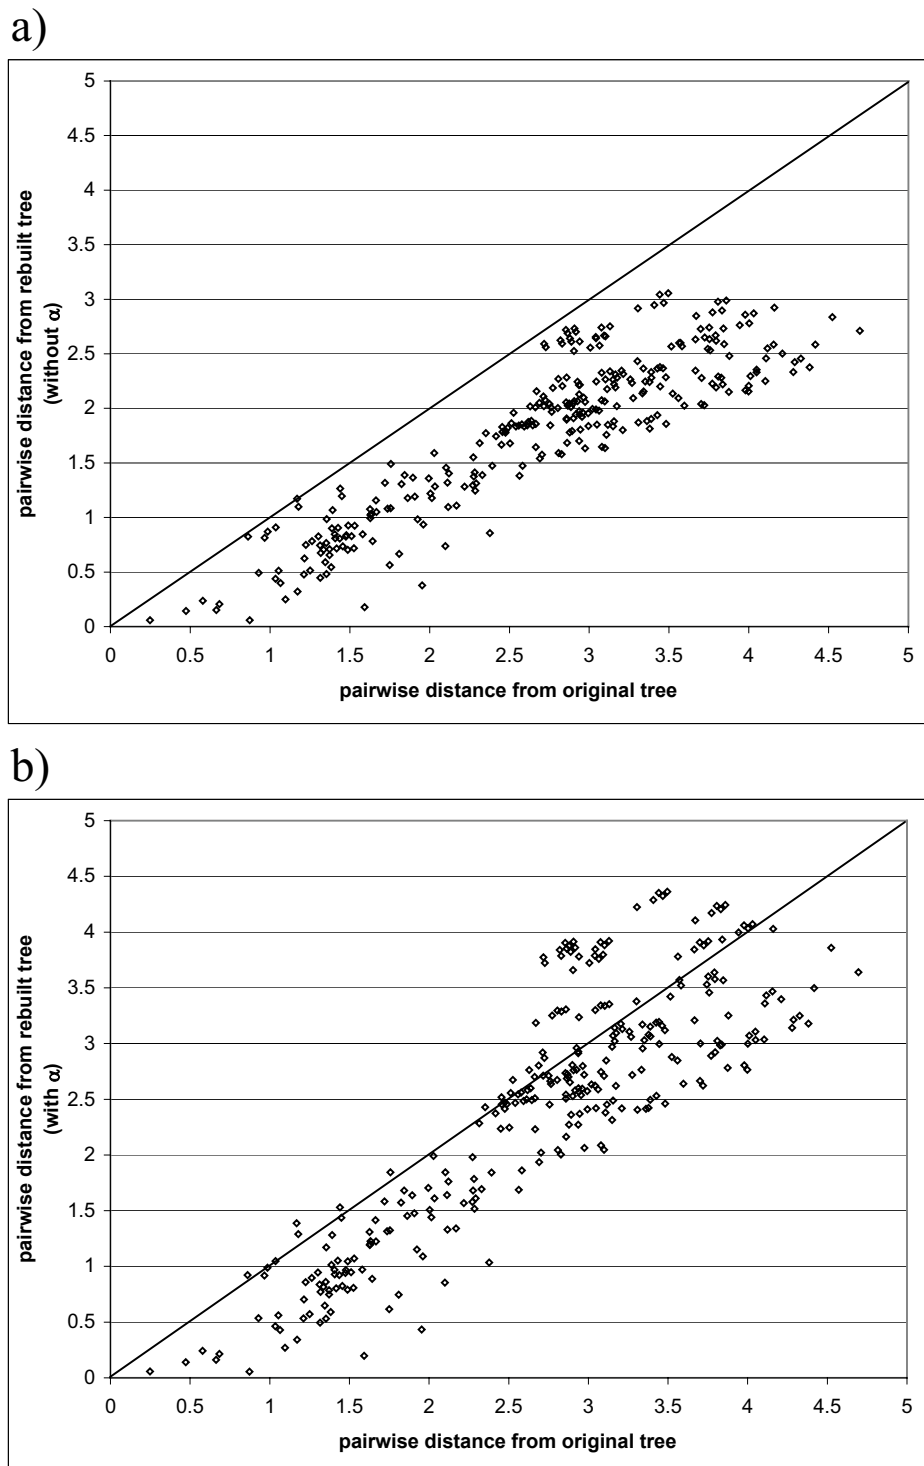 a)
5
4.5
4
3.5
3
2.5
2
1.5
1
0.5
0
0 0.5 1 1.5 2 2.5 3 3.5 4 4.5 5
pairwise distance from rebuilt tree
(without α)
pairwise distance from original tree
b)
5
4.5
4
3.5
3
2.5
2
1.5
1
0.5
0
0 0.5 1 1.5 2 2.5 3 3.5 4 4.5 5
pairwise distance from rebuilt tree
(with α)
pairwise distance from original tree